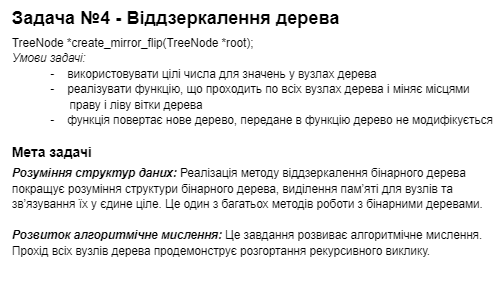 Задача №4 - Віддзеркалення дерева
TreeNode *create_mirror_flip(TreeNode *root);
Умови задачі:
- використовувати цілі числа для значень у вузлах дерева
- реалізувати функцію, що проходить по всіх вузлах дерева і міняє місцями
праву і ліву вітки дерева
- функція повертає нове дерево, передане в функцію дерево не модифікується
Мета задачі
Розуміння структур даних: Реалізація методу віддзеркалення бінарного дерева
покращує розуміння структури бінарного дерева, виділення пам’яті для вузлів та
зв’язування їх у єдине ціле. Це один з багатьох методів роботи з бінарними деревами.
Розвиток алгоритмічне мислення: Це завдання розвиває алгоритмічне мислення.
Прохід всіх вузлів дерева продемонструє розгортання рекурсивного виклику.